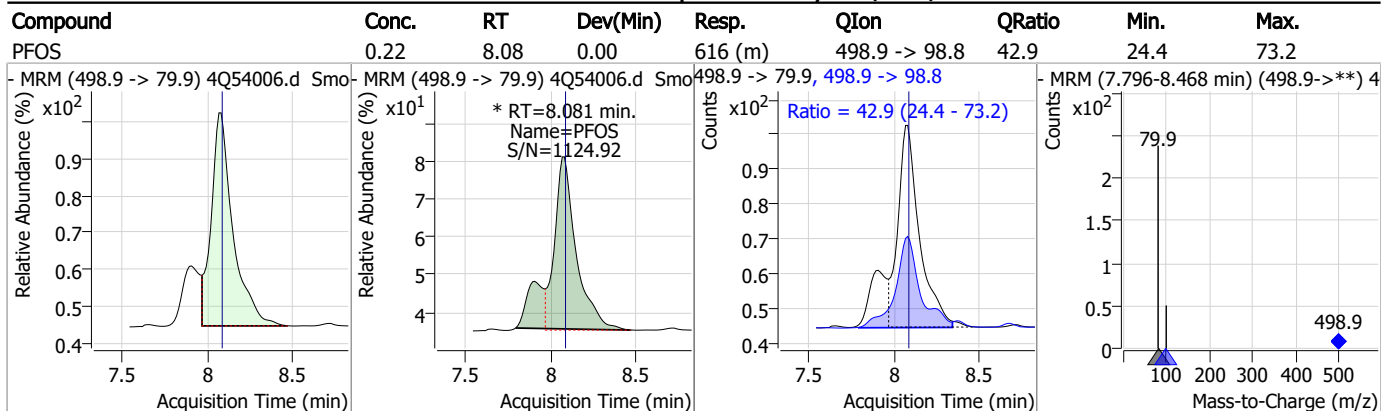 Compound Conc. RT Dev(Min) Resp. QIon QRatio Min. Max.
PFOS 0.22 8.08 0.00 616 (m) 498.9 -> 98.8 42.9 24.4 73.2
- MRM (498.9 -> 79.9) 4Q54006.d Smo
Relative Abundance (%)
x10²
0.9
0.8
0.7
0.6
0.5
0.4
7.5 8 8.5
Acquisition Time (min)
- MRM (498.9 -> 79.9) 4Q54006.d Smo
Relative Abundance (%)
x10¹
* RT=8.081 min.
Name=PFOS
S/N=1124.92
8
7
6
5
4
7.5 8 8.5
Acquisition Time (min)
498.9 -> 79.9, 498.9 -> 98.8
Counts
x10²
Ratio = 42.9 (24.4 - 73.2)
0.9
0.8
0.7
0.6
0.5
0.4
7.5 8 8.5
Acquisition Time (min)
- MRM (7.796-8.468 min) (498.9->**) 4
Counts
x10²
79.9
2
1.5
1
0.5
0
498.9
100 200 300 400 500
Mass-to-Charge (m/z)